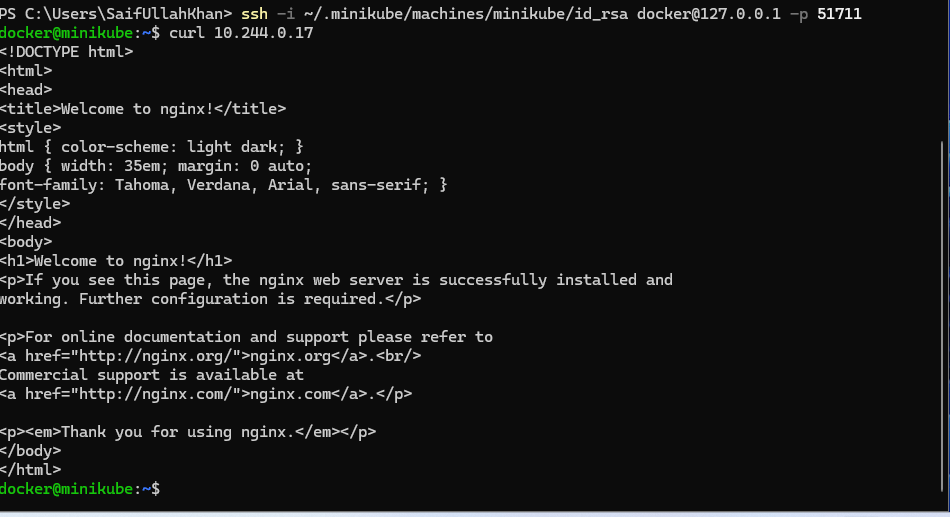 PS C:\Users\SaifUllahKhan> ssh -i ~/.minikube/machines/minikube/id_rsa docker@127.0.0.1 -p 51711
docker@minikube:~$ curl 10.244.0.17
<!DOCTYPE html>
<html>
<head>
<title>Welcome to nginx!</title>
<style>
html { color-scheme: light dark; }
body { width: 35em; margin: 0 auto;
font-family: Tahoma, Verdana, Arial, sans-serif; }
</style>
</head>
<body>
<h1>Welcome to nginx!</h1>
<p>If you see this page, the nginx web server is successfully installed and
working. Further configuration is required.</p>

<p>For online documentation and support please refer to
<a href="http://nginx.org/">nginx.org</a>.<br/>
Commercial support is available at
<a href="http://nginx.com/">nginx.com</a>.</p>

<p><em>Thank you for using nginx.</em></p>
</body>
</html>
docker@minikube:~$